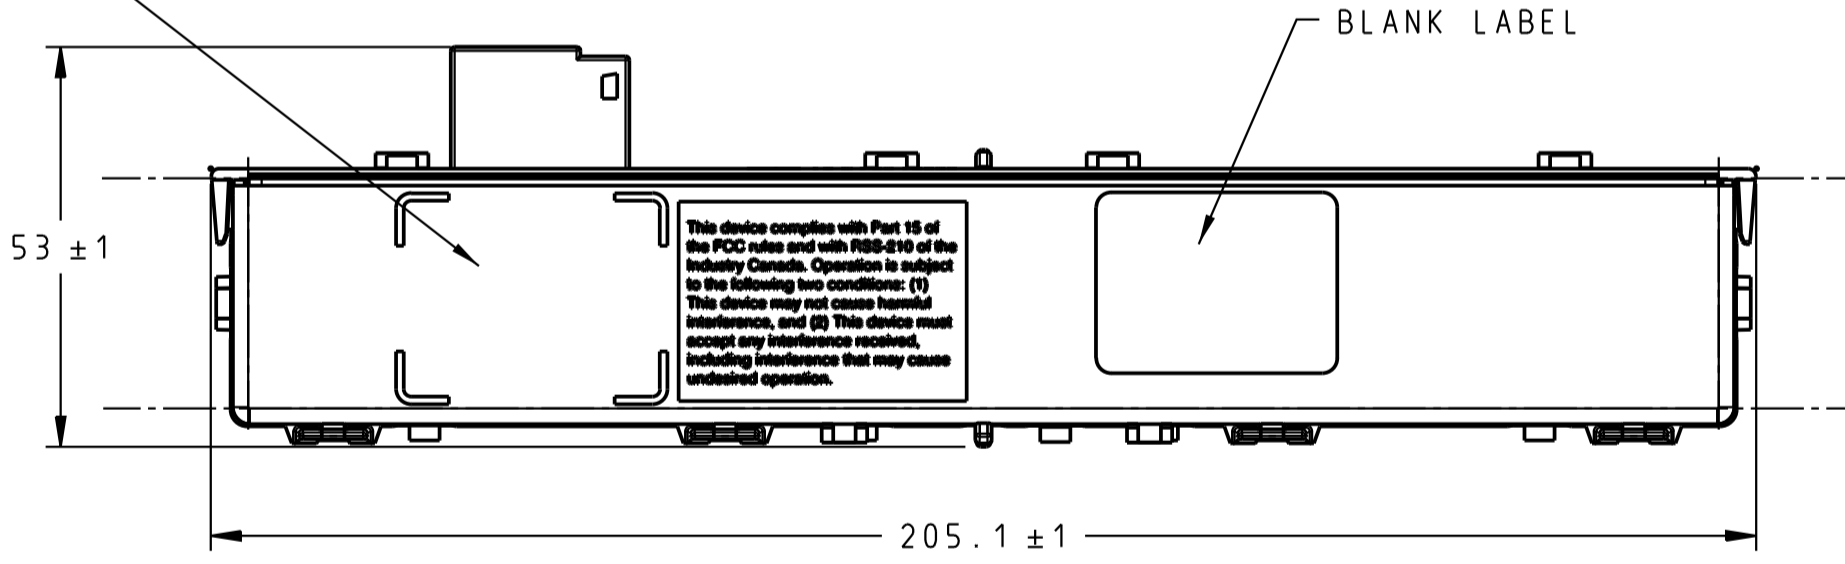 BLANK LABEL
53 ±1
This device complies with Part 15 of
the FCC rules and with RSS-210 of the
Industry Canada. Operation is subject
to the following two conditions: (1)
This device may not cause harmful
interference, and (2) This device must
accept any interference received,
including interference that may cause
undesired operation.
205.1 ±1